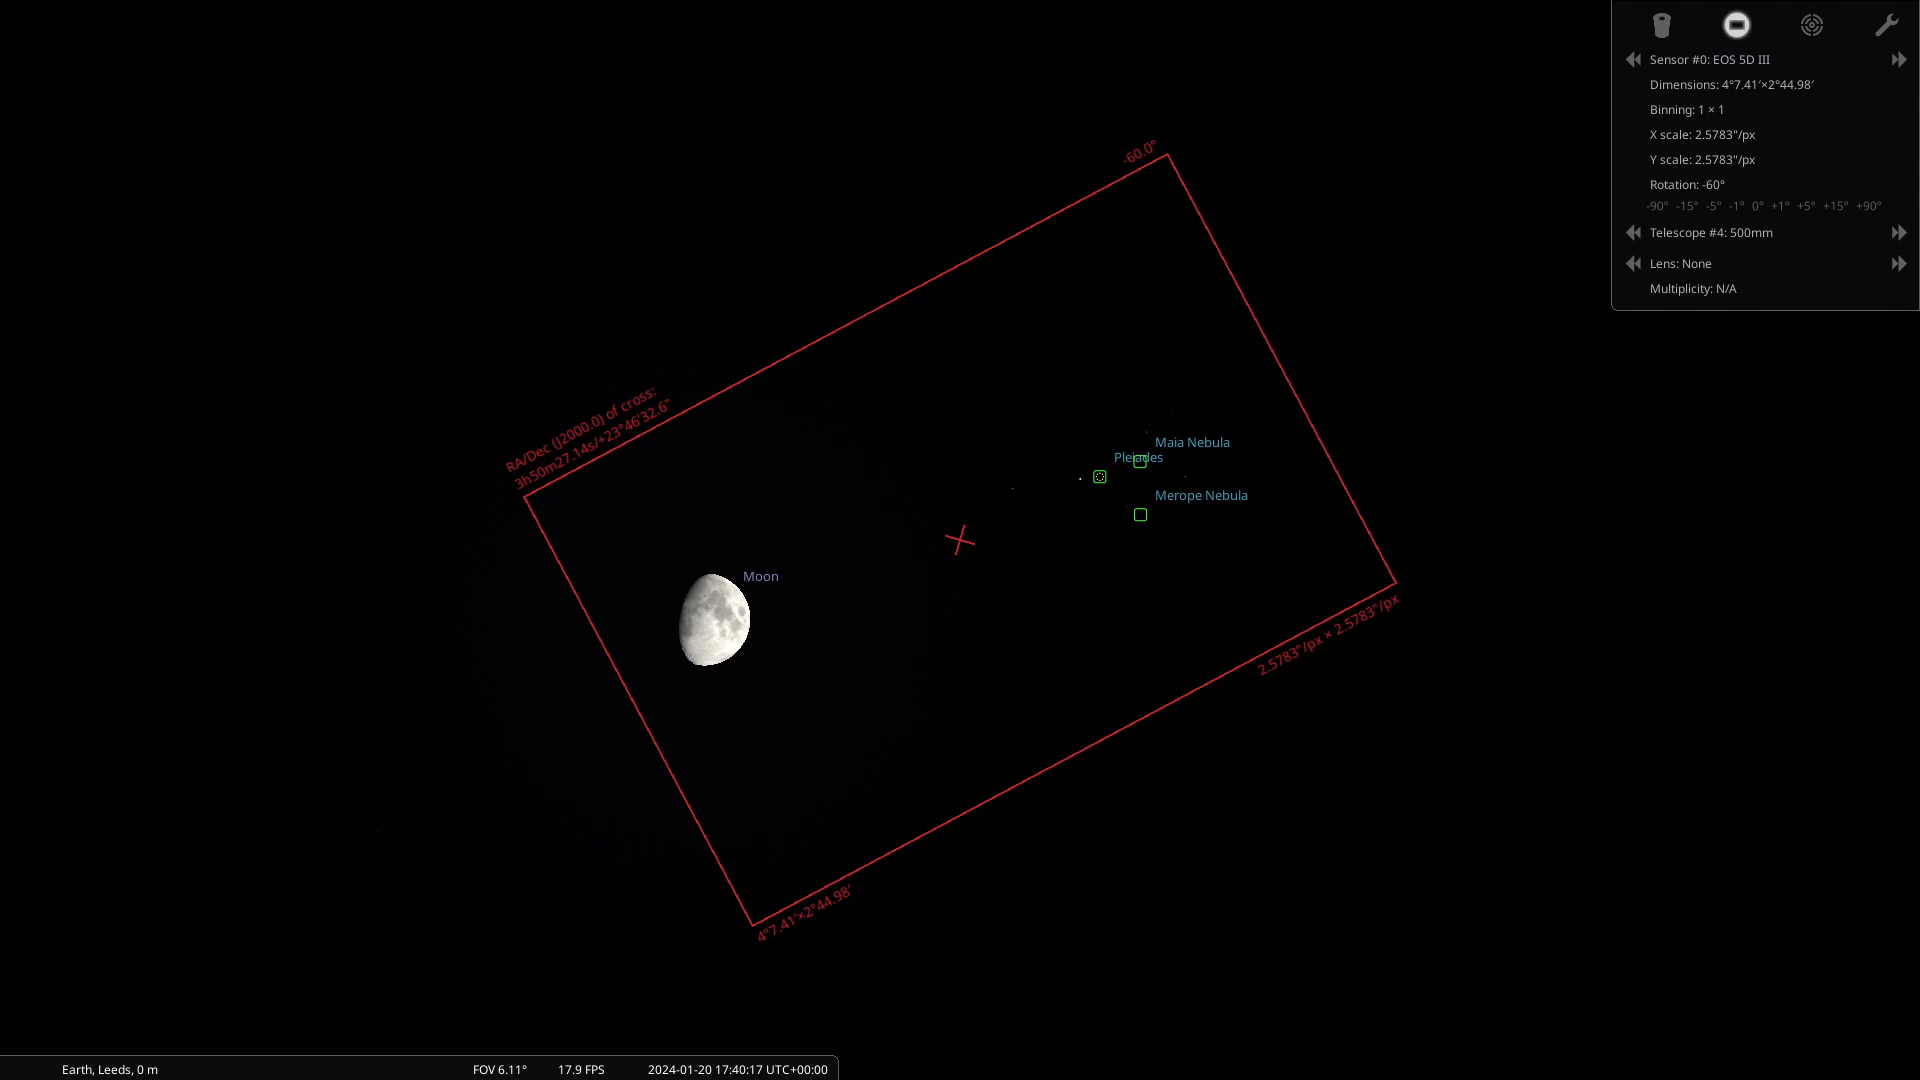 Sensor #0: EOS 5D III
Dimensions: 4°7.41′×2°44.98′
Binning: 1 × 1
X scale: 2.5783"/px
Y scale: 2.5783"/px
Rotation: -60°
-90° -15° -5° -1° 0° +1° +5° +15° +90°
Telescope #4: 500mm
Lens: None
Multiplicity: N/A
-60.0°
RA/Dec (J2000.0) of cross:
3h50m27.14s/+23°46'32.6"
Maia Nebula
Pleiades
Merope Nebula
Moon
2.5783"/px × 2.5783"/px
4°7.41′×2°44.98′
Earth, Leeds, 0 m FOV 6.11° 17.9 FPS 2024-01-20 17:40:17 UTC+00:00